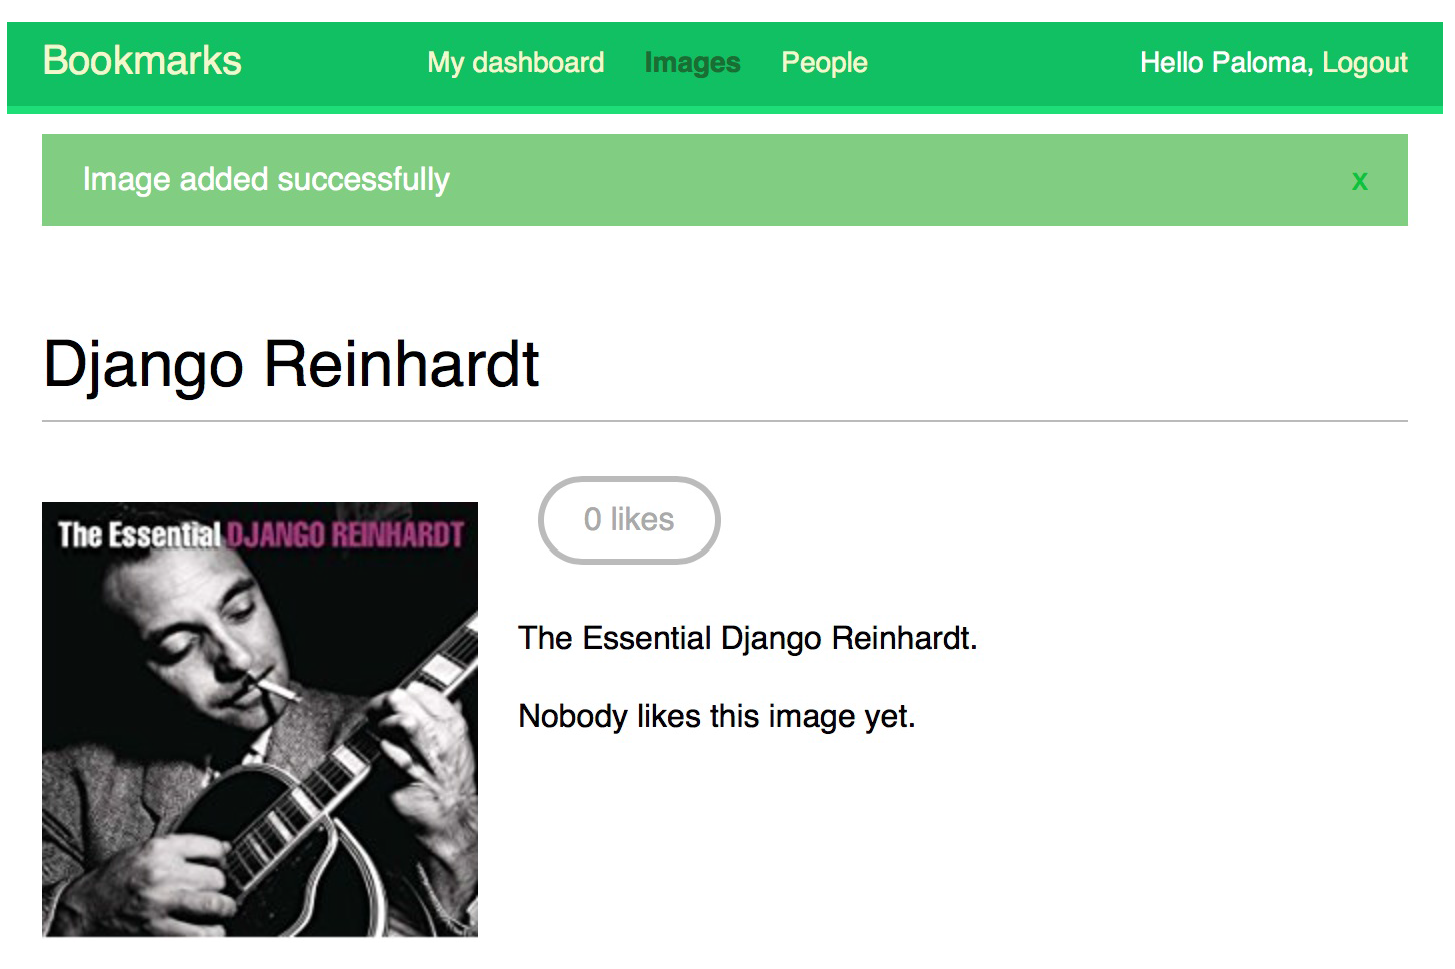 Bookmarks My dashboard Images People Hello Paloma, Logout
Image added successfully x
Django Reinhardt
The Essential DJANGO REINHARDT
0 likes
The Essential Django Reinhardt.
Nobody likes this image yet.